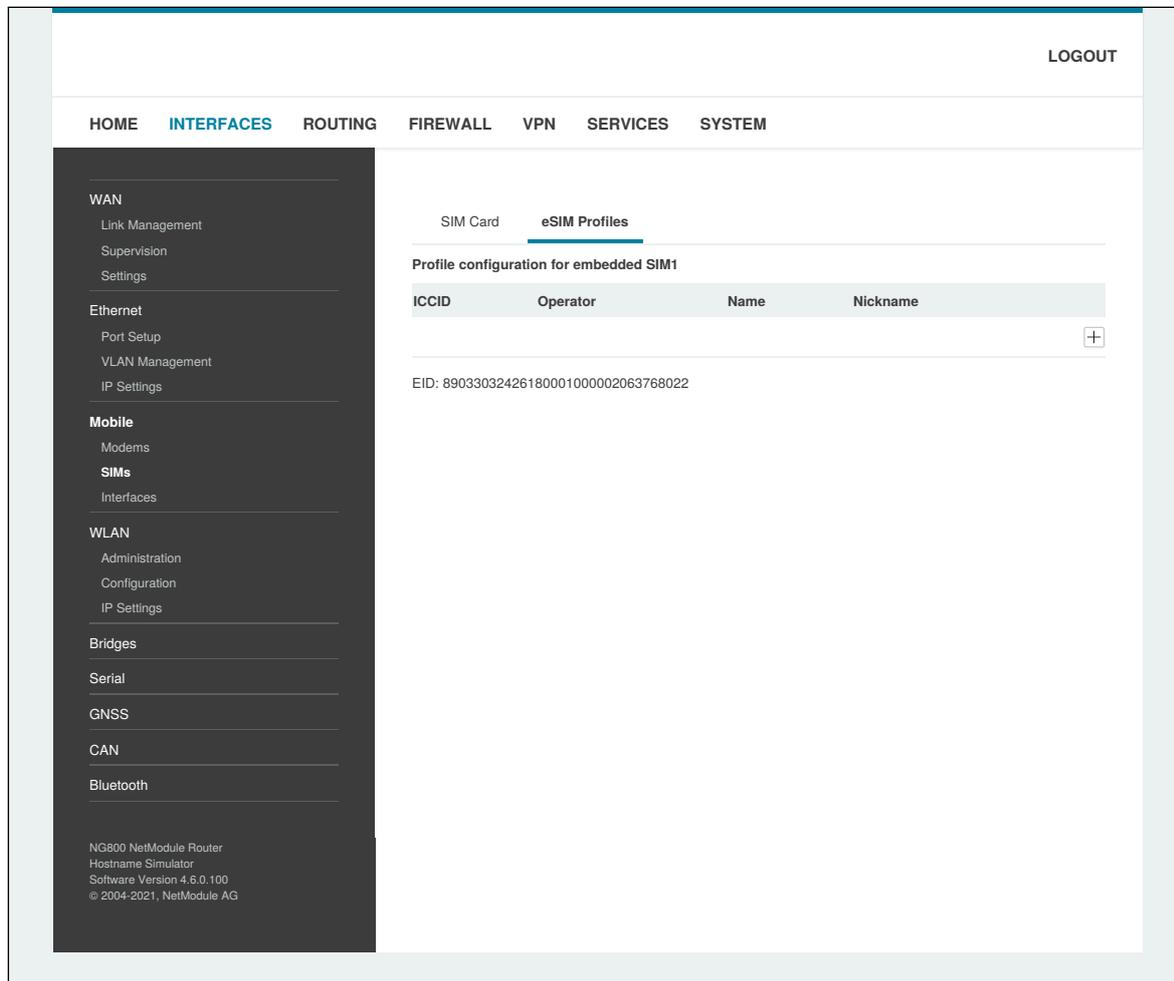 LOGOUT
HOME INTERFACES ROUTING FIREWALL VPN SERVICES SYSTEM
WAN
Link Management
Supervision
Settings
Ethernet
Port Setup
VLAN Management
IP Settings
Mobile
Modems
SIMs
Interfaces
WLAN
Administration
Configuration
IP Settings
Bridges
Serial
GNSS
CAN
Bluetooth
NG800 NetModule Router
Hostname Simulator
Software Version 4.6.0.100
© 2004-2021, NetModule AG
SIM Card eSIM Profiles
Profile configuration for embedded SIM1
ICCID Operator Name Nickname
EID: 89033032426180001000002063768022